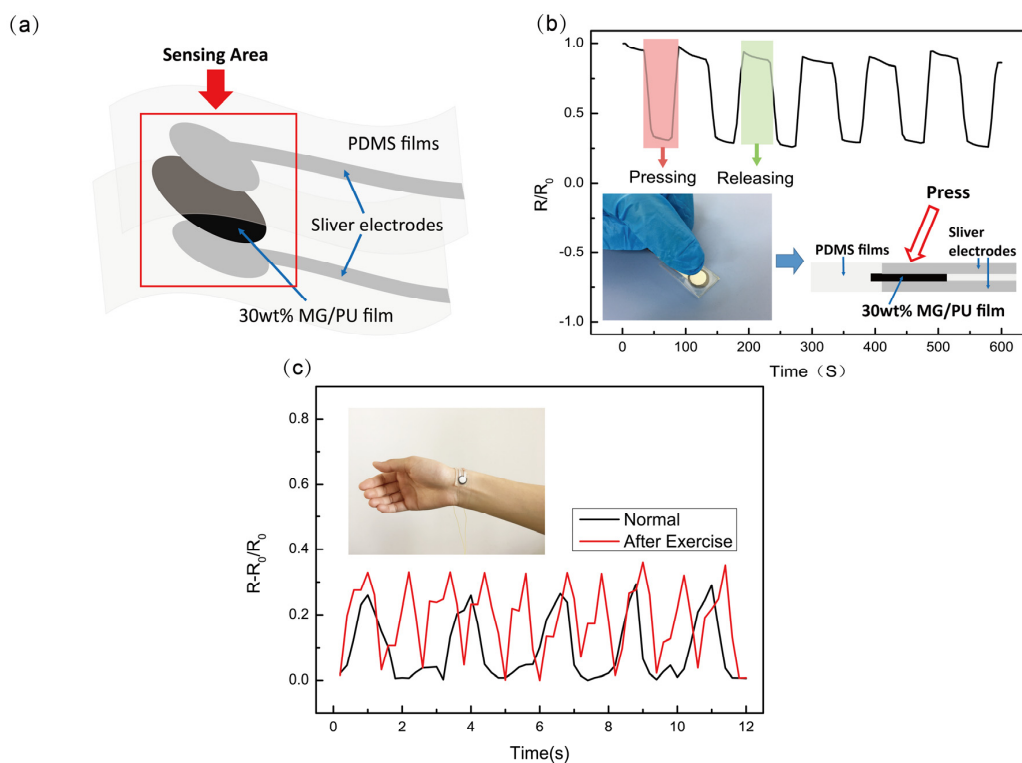 (a)
Sensing Area
PDMS films
Sliver electrodes
30wt% MG/PU film
(b)
R/R0
1.0
0.5
0.0
-0.5
-1.0
Pressing
Releasing
Press
PDMS films
Sliver
electrodes
30wt% MG/PU film
0 100 200 300 400 500 600
Time（S）
(c)
R-R0/R0
0.8
0.6
0.4
0.2
0.0
Normal
After Exercise
0 2 4 6 8 10 12
Time(s)